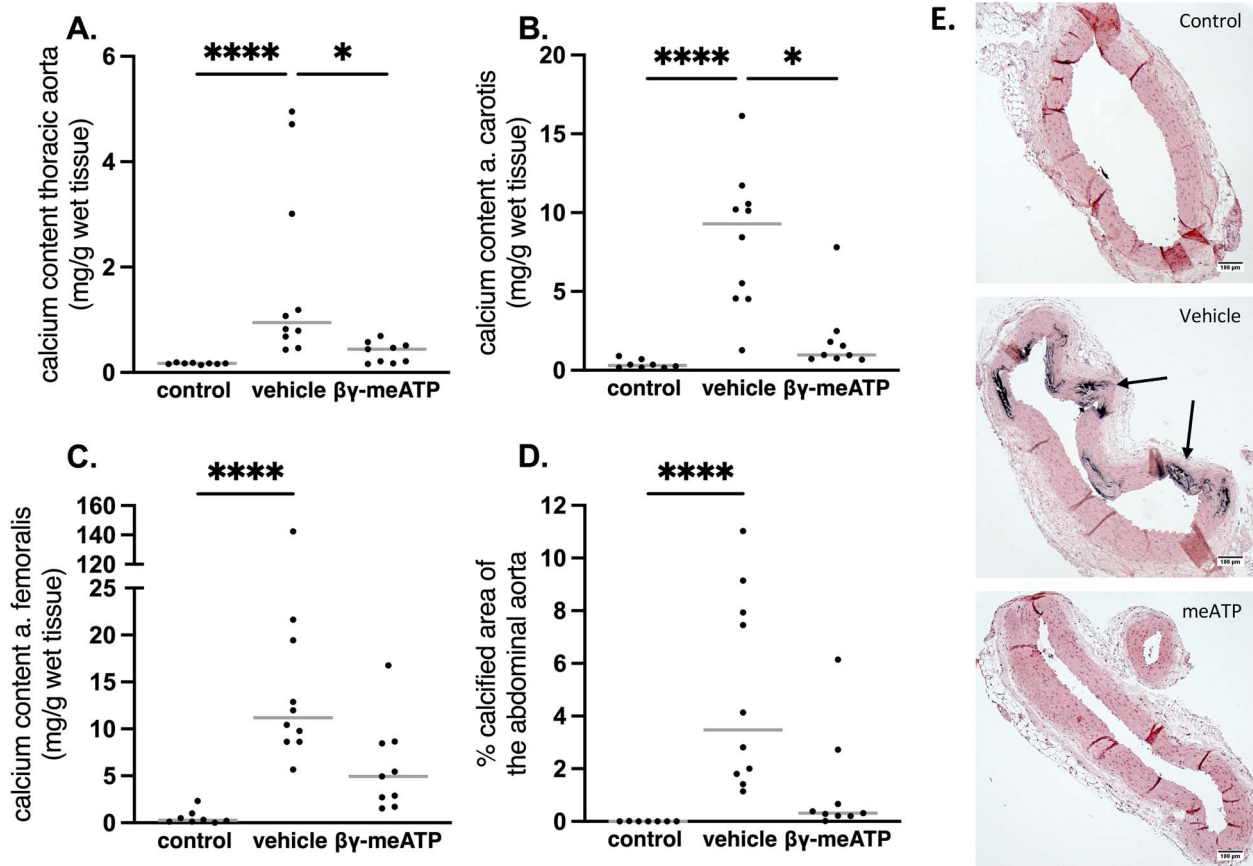 A.
**** *
calcium content thoracic aorta
(mg/g wet tissue)
6
4
2
0
control vehicle βγ-meATP
B.
**** *
calcium content a. carotis
(mg/g wet tissue)
20
15
10
5
0
control vehicle βγ-meATP
C.
****
calcium content a. femoralis
(mg/g wet tissue)
160
140
120
25
20
15
10
5
0
control vehicle βγ-meATP
D.
****
% calcified area of
the abdominal aorta
12
10
8
6
4
2
0
control vehicle βγ-meATP
E.
Control
100 μm
Vehicle
100 μm
meATP
100 μm